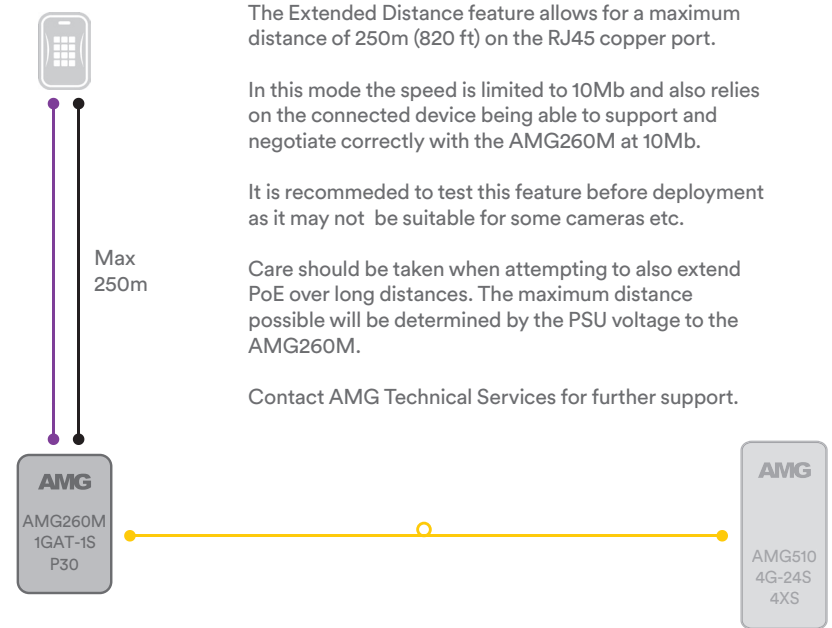 The Extended Distance feature allows for a maximum
distance of 250m (820 ft) on the RJ45 copper port.
In this mode the speed is limited to 10Mb and also relies
on the connected device being able to support and
negotiate correctly with the AMG260M at 10Mb.
It is recommeded to test this feature before deployment
as it may not  be suitable for some cameras etc.
Care should be taken when attempting to also extend
PoE over long distances. The maximum distance
possible will be determined by the PSU voltage to the
AMG260M.
Contact AMG Technical Services for further support.
Max
250m
AMG
AMG260M
1GAT-1S
P30
AMG
AMG510
4G-24S
4XS